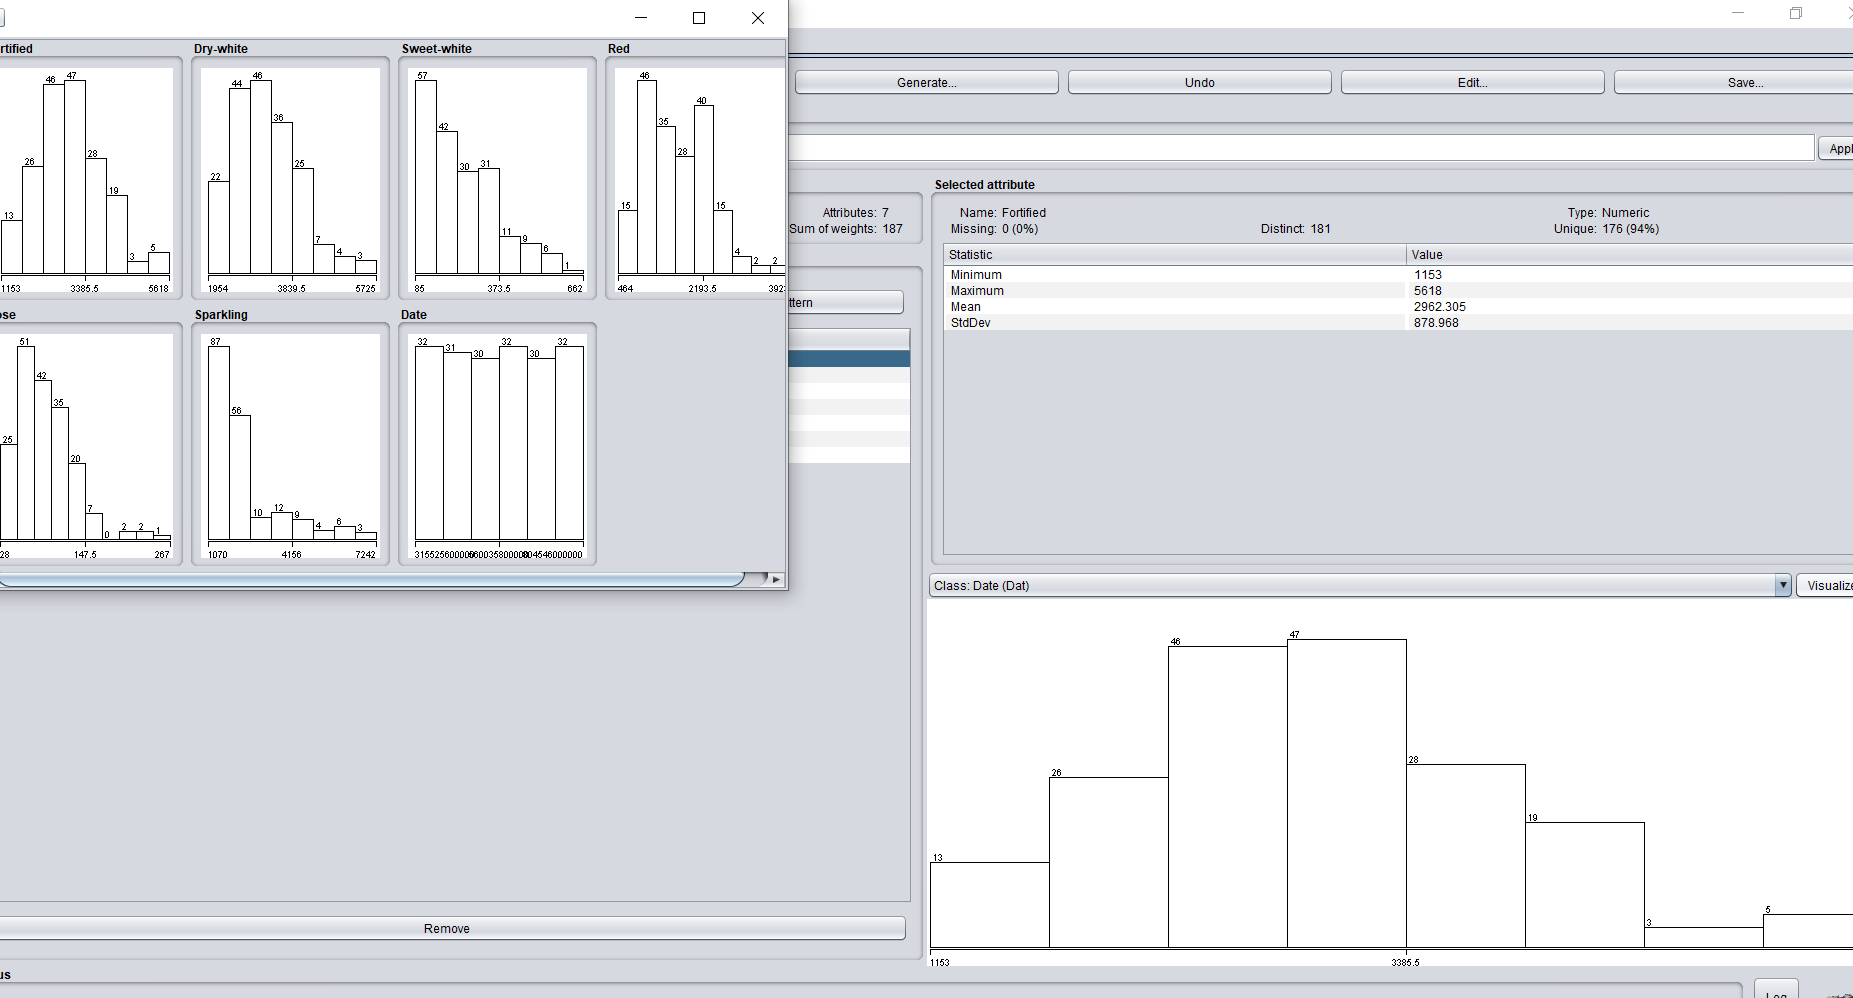 rtified Dry-white Sweet-white Red
13 26 46 47 28 19 3 5
1153 3385.5 5618
22 44 46 36 25 7 4 3
1954 3839.5 5725
57 42 30 31 11 9 6 1
85 373.5 662
15 46 35 28 40 15 4 2 2
464 2193.5 392
ose Sparkling Date
25 51 42 35 20 7 0 2 2 1
28 147.5 267
87 56 10 12 9 4 6 3
1070 4156 7242
32 31 30 32 30 32
Generate... Undo Edit... Save...
Appl
Attributes: 7
Sum of weights: 187
ttern
Remove
us
Selected attribute
Name: Fortified Type: Numeric
Missing: 0 (0%) Distinct: 181 Unique: 176 (94%)
Statistic Value
Minimum 1153
Maximum 5618
Mean 2962.305
StdDev 878.968
Class: Date (Dat) Visualize
13 26 46 47 28 19 3 5
1153 3385.5
Log